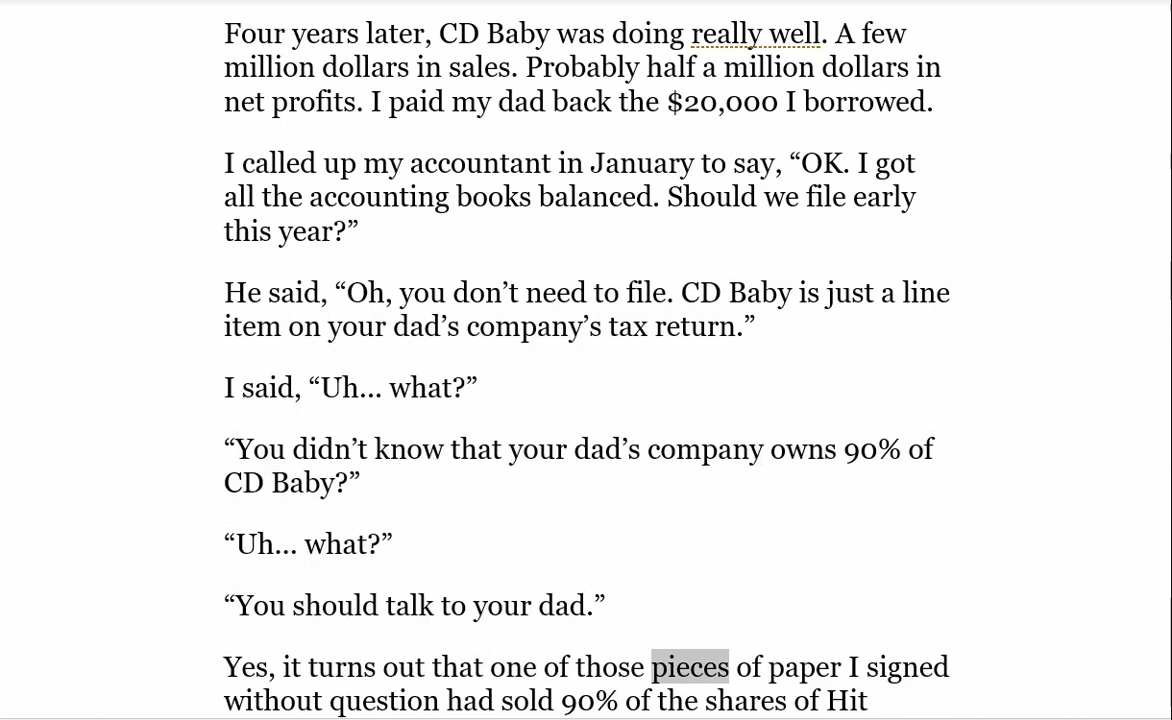 Four years later, CD Baby was doing really well. A few
million dollars in sales. Probably half a million dollars in
net profits. I paid my dad back the $20,000 I borrowed.
I called up my accountant in January to say, “OK. I got
all the accounting books balanced. Should we file early
this year?”
He said, “Oh, you don’t need to file. CD Baby is just a line
item on your dad’s company’s tax return.”
I said, “Uh... what?”
“You didn’t know that your dad’s company owns 90% of
CD Baby?”
“Uh... what?”
“You should talk to your dad.”
Yes, it turns out that one of those pieces of paper I signed
without question had sold 90% of the shares of Hit